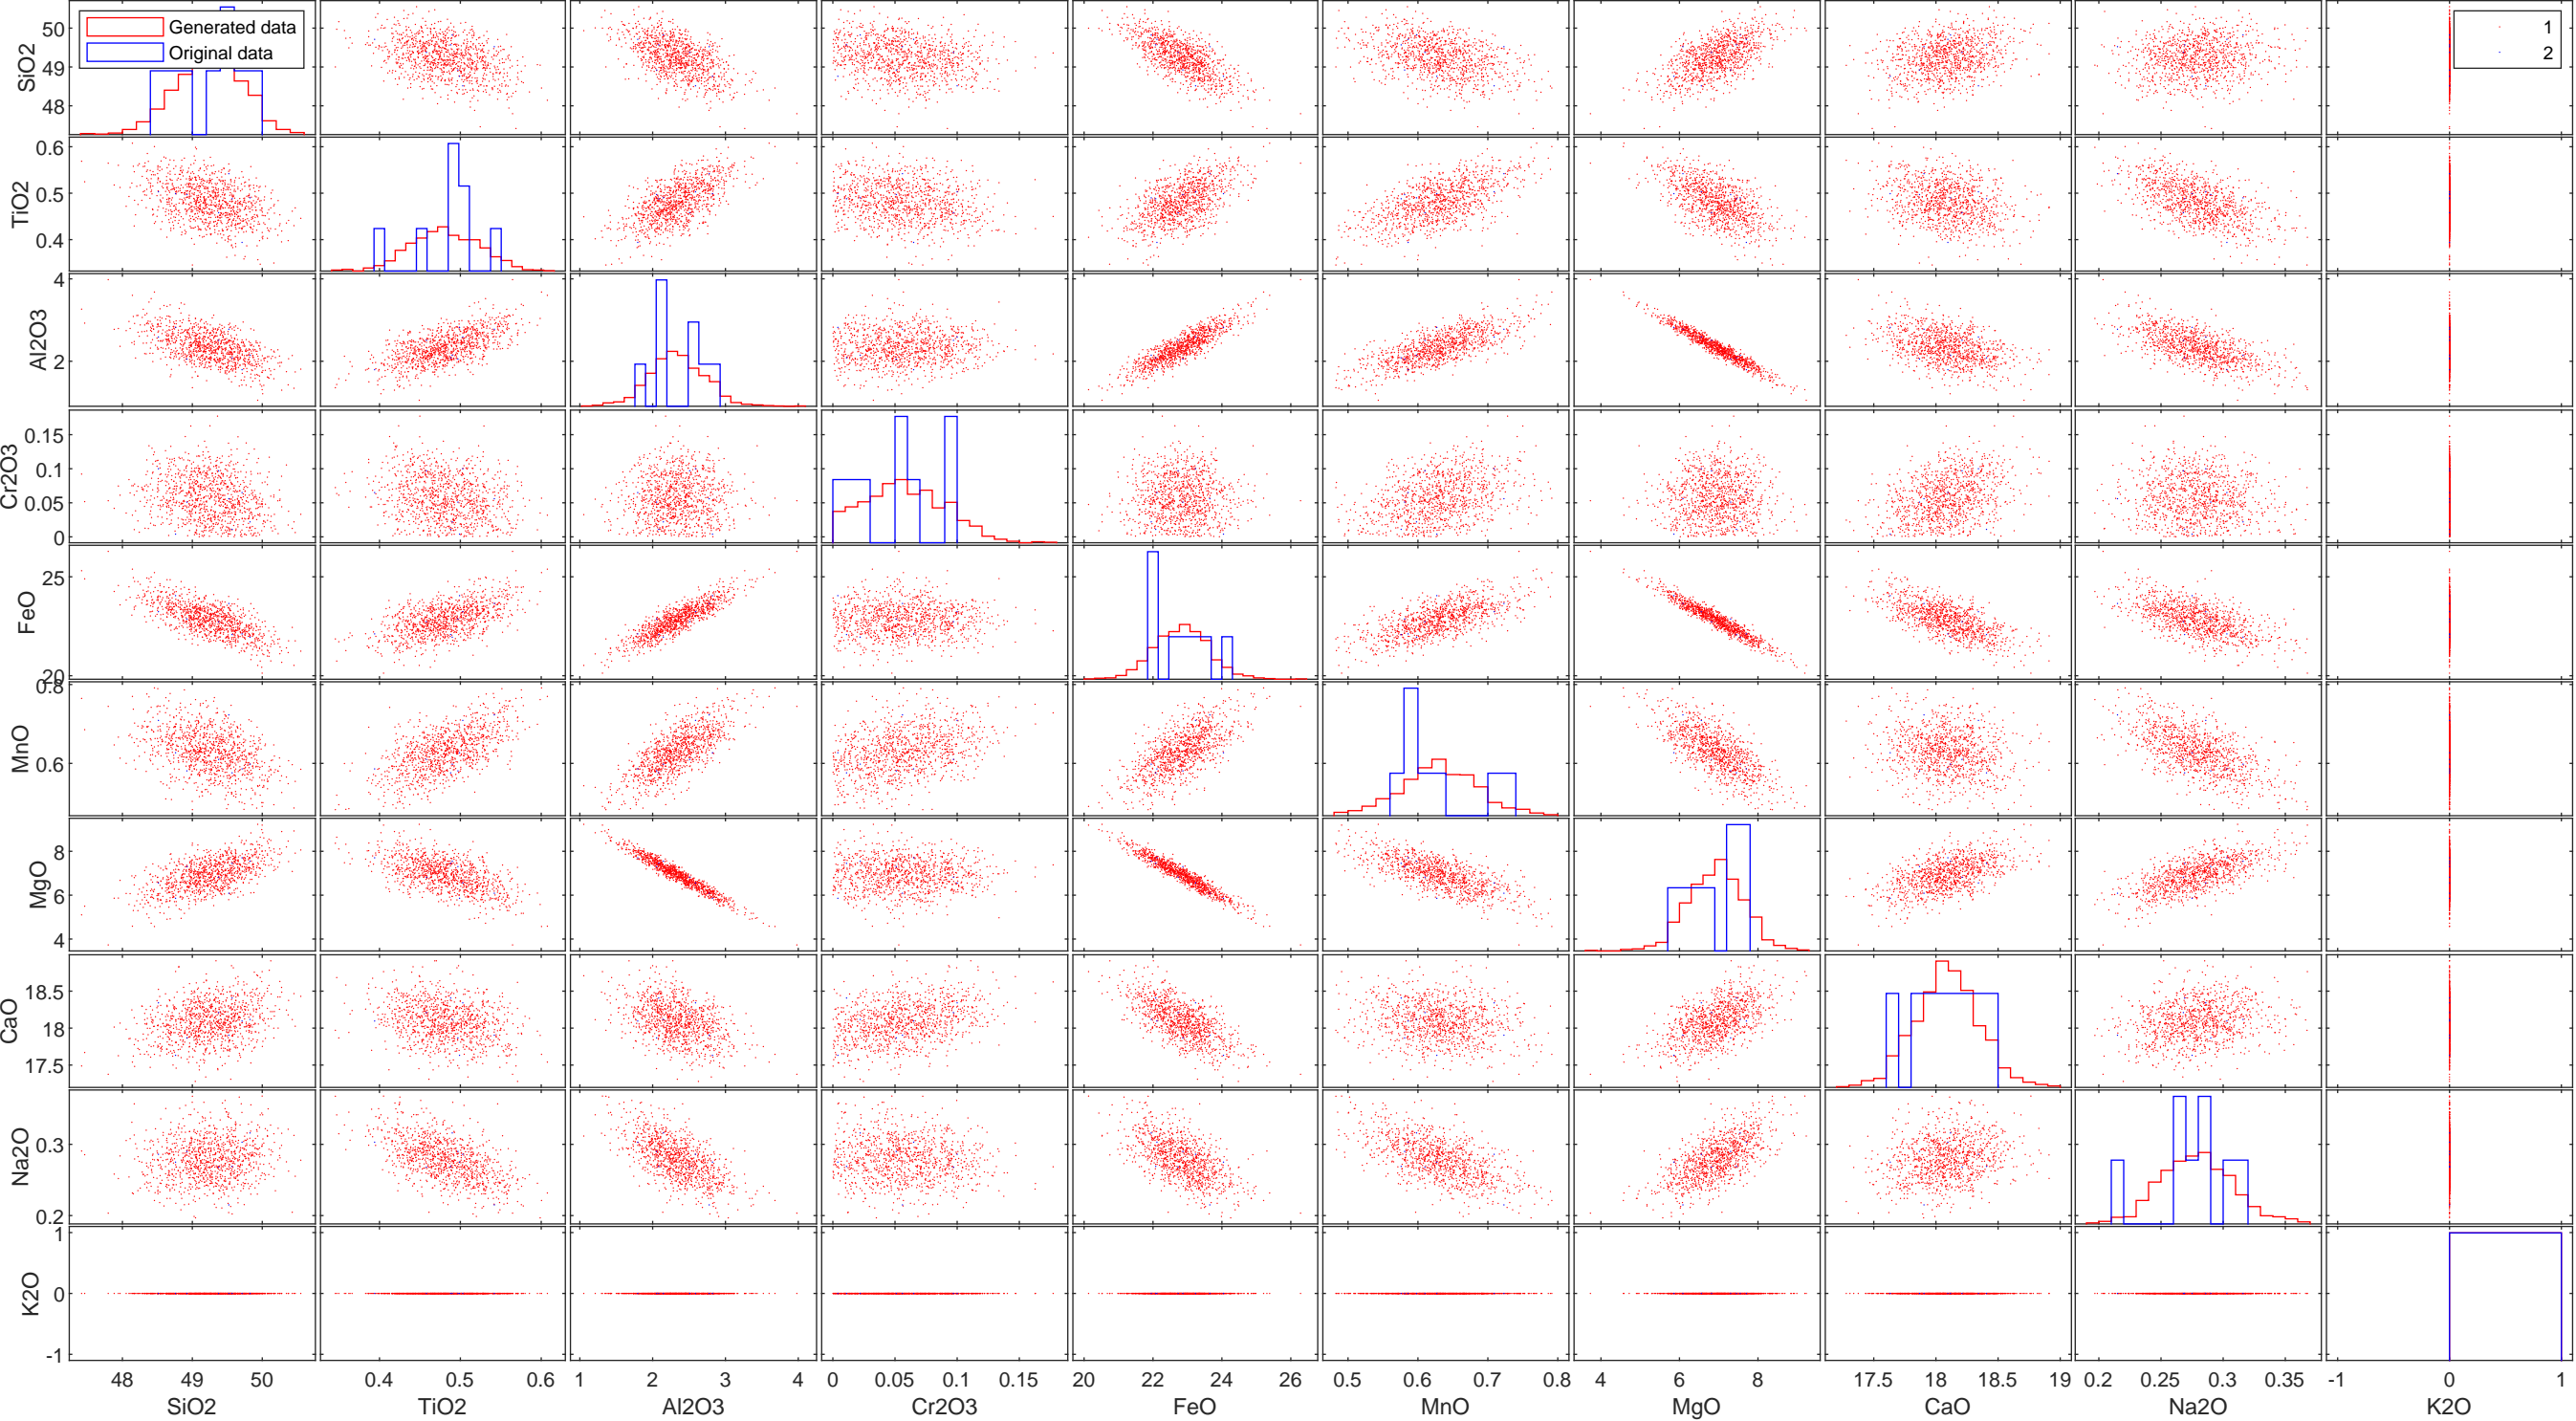 Generated data
Original data
1
2
SiO2
50
49
48
TiO2
0.6
0.5
0.4
Al2O3
4
2
Cr2O3
0.15
0.1
0.05
0
FeO
25
20
MnO
0.8
0.6
MgO
8
6
4
CaO
18.5
18
17.5
Na2O
0.3
0.2
K2O
1
0
-1
48 49 50 0.4 0.5 0.6 1 2 3 4 0 0.05 0.1 0.15 20 22 24 26 0.5 0.6 0.7 0.8 4 6 8 17.5 18 18.5 19 0.2 0.25 0.3 0.35 -1 0 1
SiO2 TiO2 Al2O3 Cr2O3 FeO MnO MgO CaO Na2O K2O